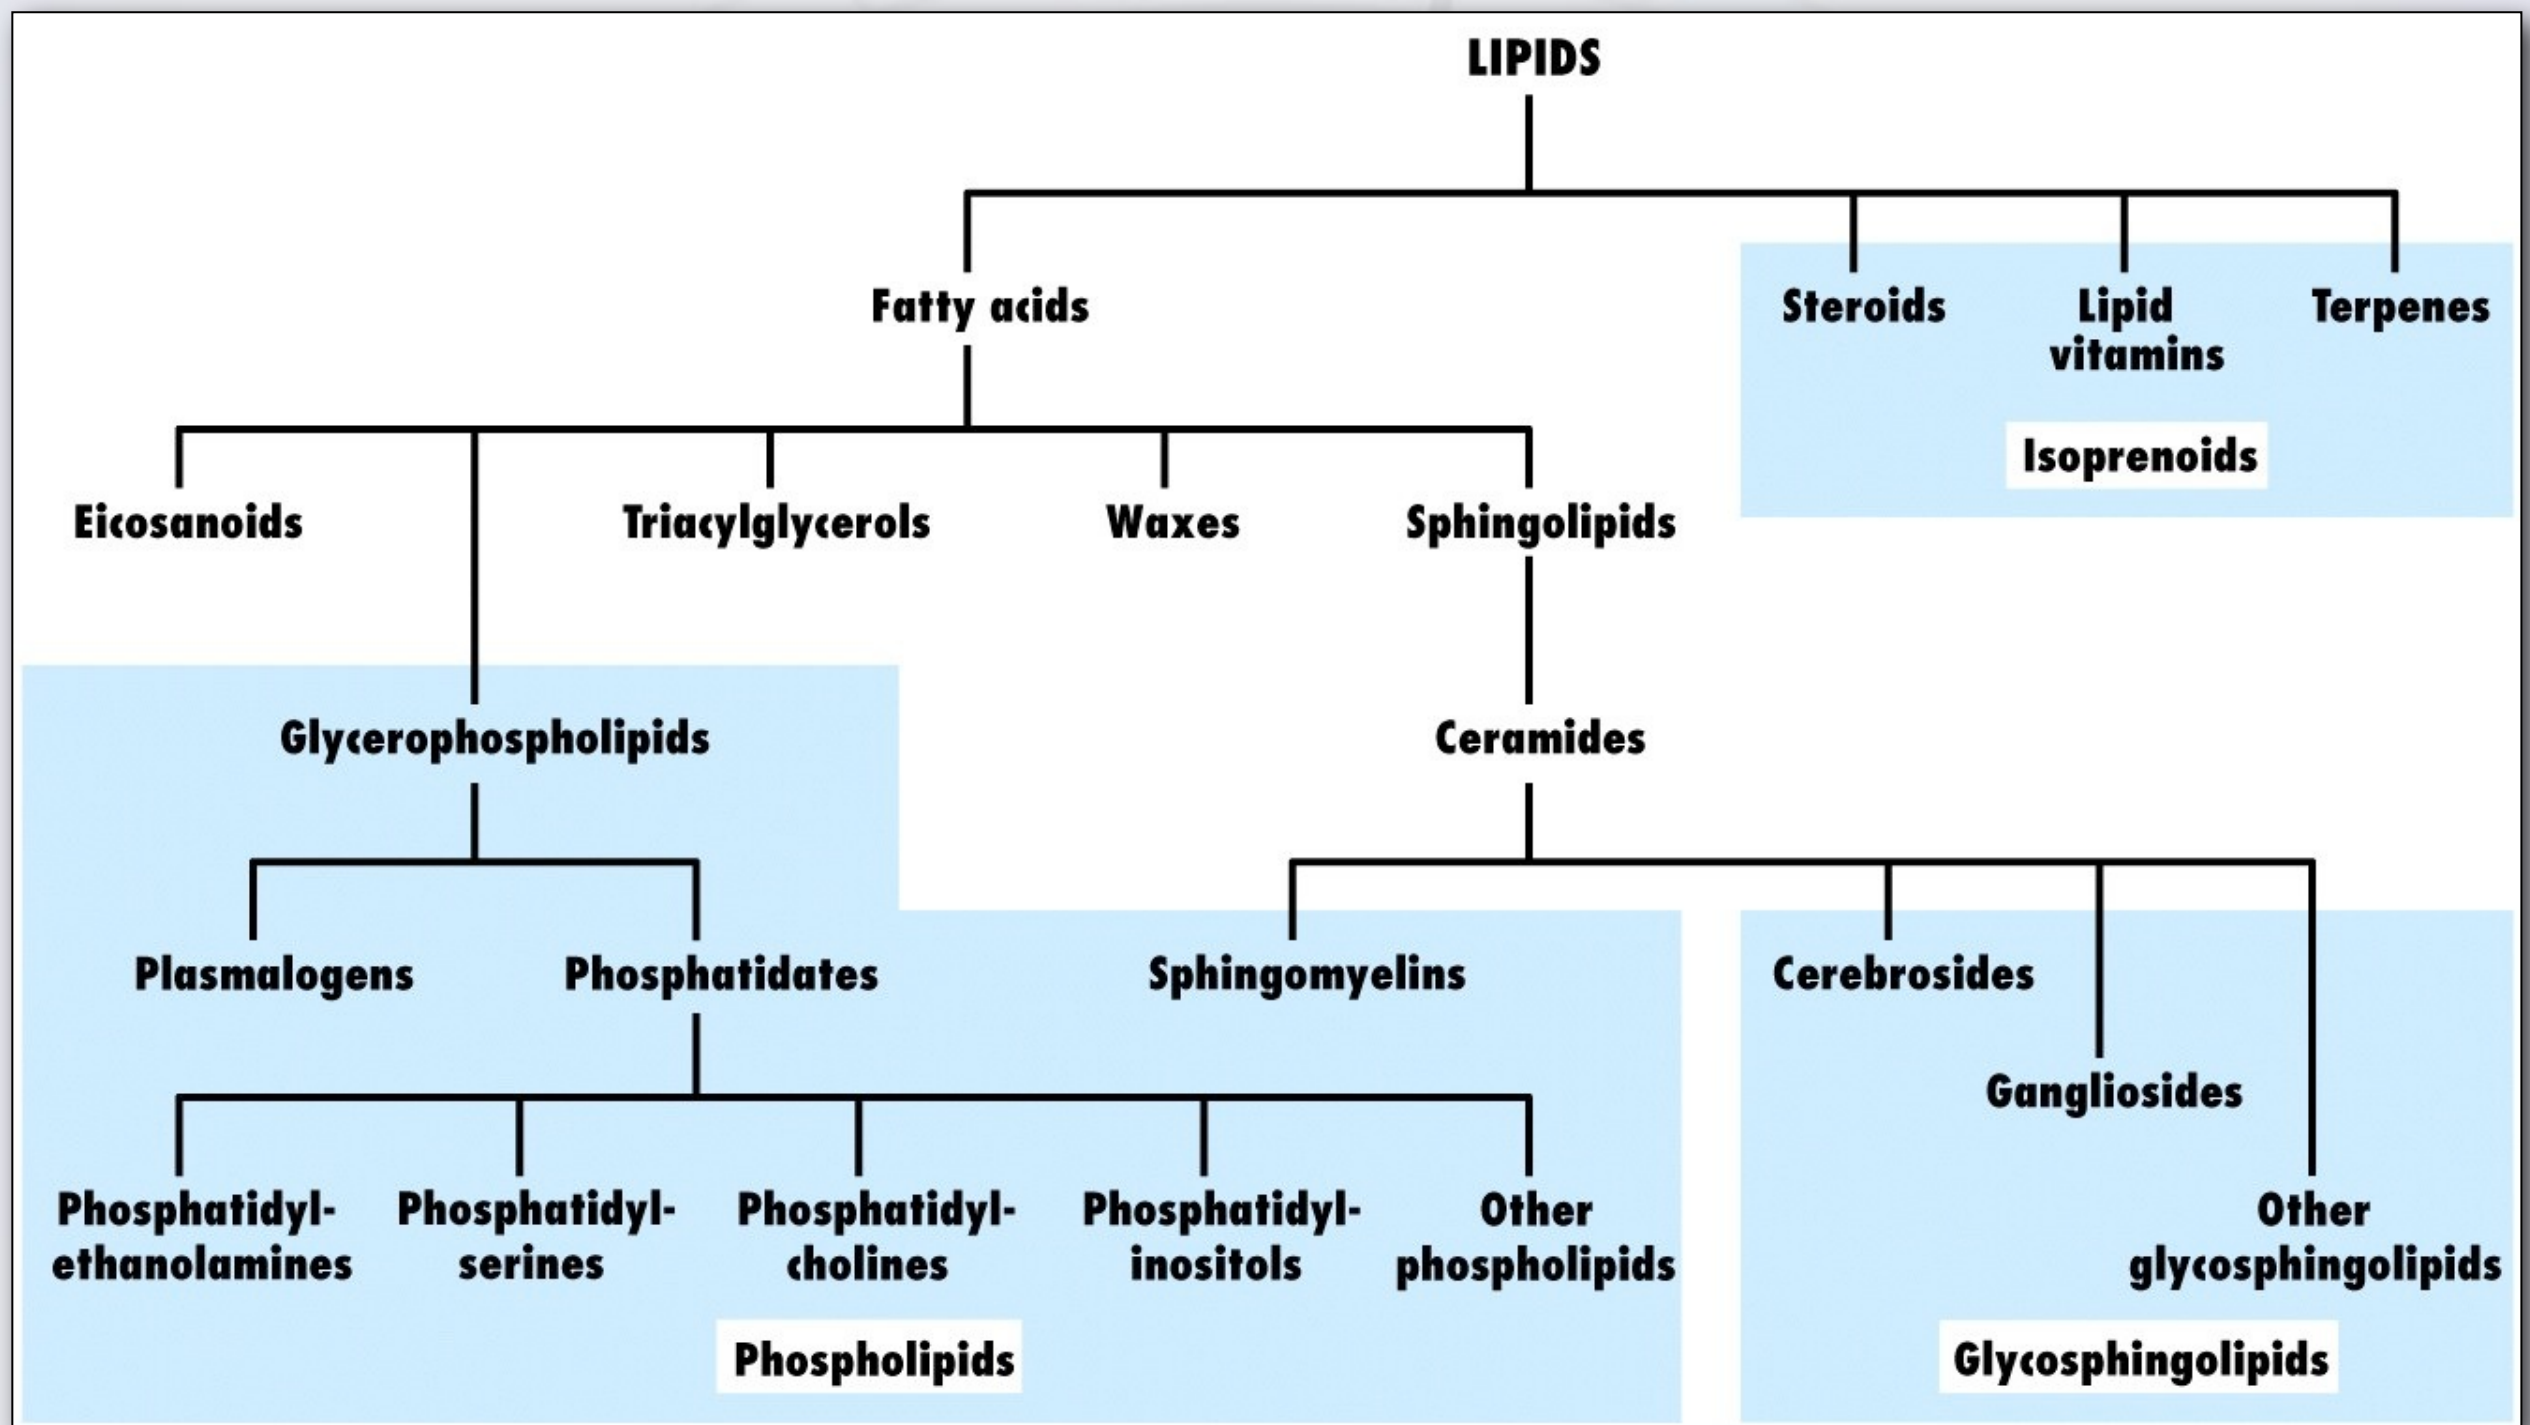 LIPIDS
Fatty acids
Steroids
Lipid
vitamins
Terpenes
Isoprenoids
Eicosanoids
Triacylglycerols
Waxes
Sphingolipids
Glycerophospholipids
Ceramides
Plasmalogens
Phosphatidates
Sphingomyelins
Cerebrosides
Gangliosides
Phosphatidyl-
ethanolamines
Phosphatidyl-
serines
Phosphatidyl-
cholines
Phosphatidyl-
inositols
Other
phospholipids
Other
glycosphingolipids
Phospholipids
Glycosphingolipids